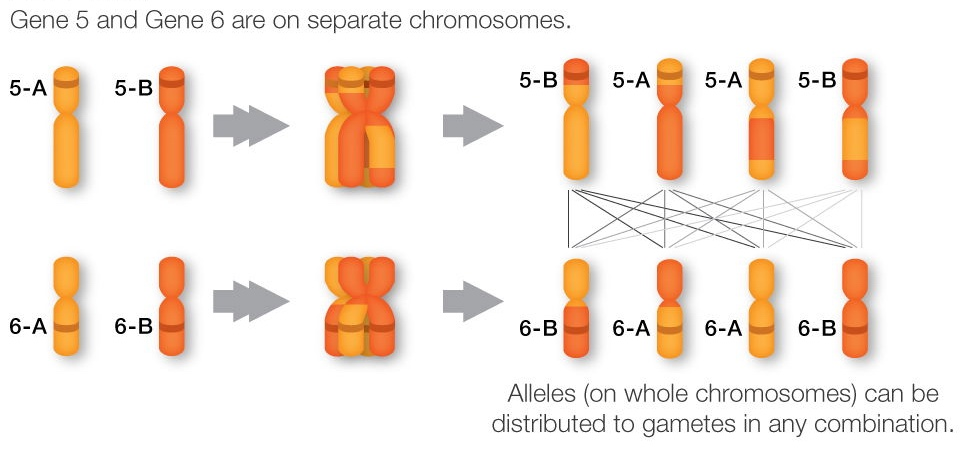 Gene 5 and Gene 6 are on separate chromosomes.
5-A 5-B 5-B 5-A 5-A 5-B
6-A 6-B 6-B 6-A 6-A 6-B
Alleles (on whole chromosomes) can be
distributed to gametes in any combination.